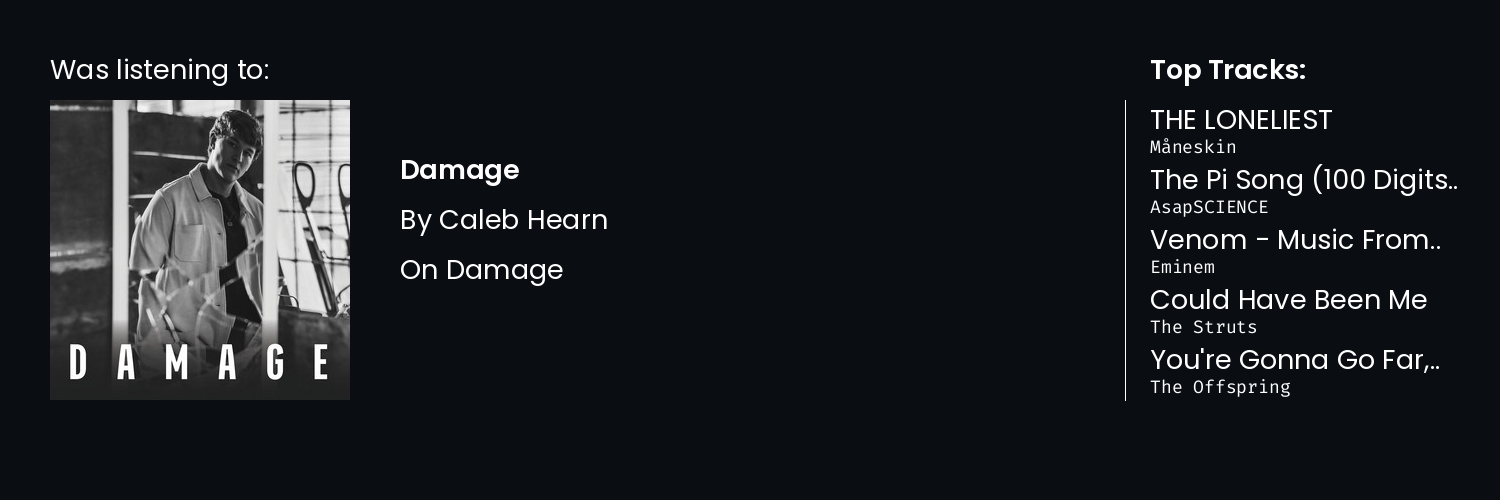 Was listening to:
DAMAGE
Damage
By Caleb Hearn
On Damage
Top Tracks:
THE LONELIEST
Måneskin
The Pi Song (100 Digits..
AsapSCIENCE
Venom - Music From..
Eminem
Could Have Been Me
The Struts
You're Gonna Go Far,..
The Offspring